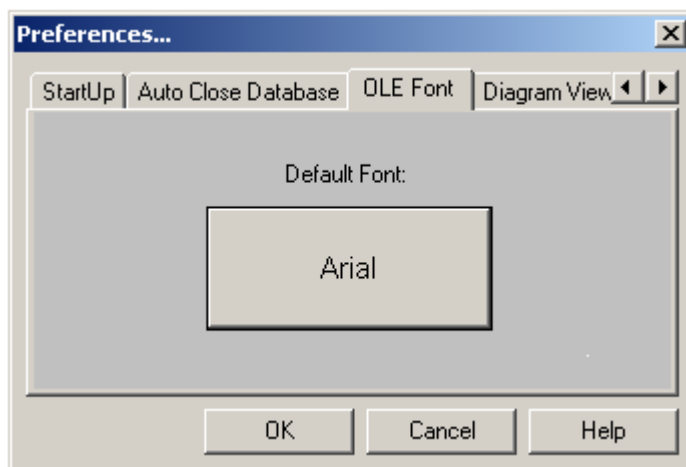 Preferences...
StartUp Auto Close Database OLE Font Diagram View
Default Font:
Arial
OK Cancel Help